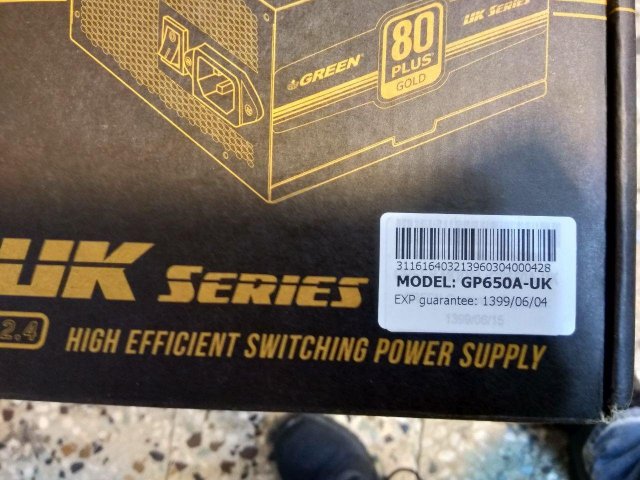 UK SERIES
GREEN
80
PLUS
GOLD
UK SERIES
2.4
HIGH EFFICIENT SWITCHING POWER SUPPLY
311616403213960304000428
MODEL: GP650A-UK
EXP guarantee: 1399/06/04
1399/06/15